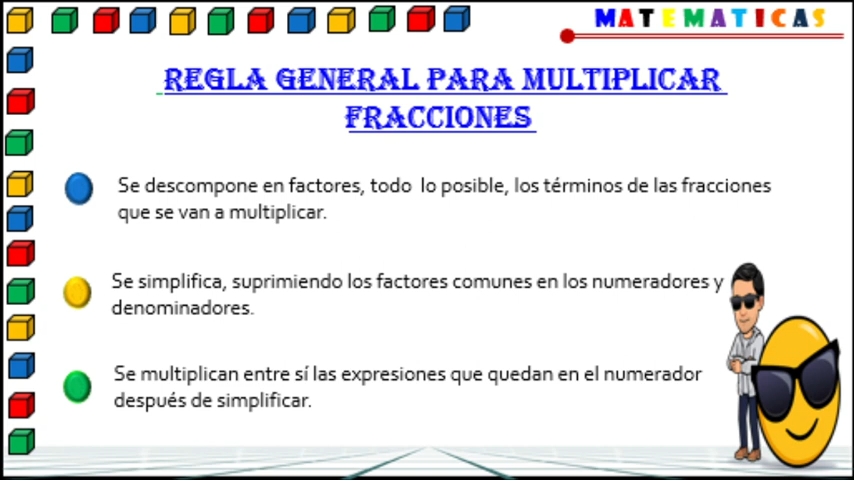 MATEMATICAS
REGLA GENERAL PARA MULTIPLICAR
FRACCIONES
Se descompone en factores, todo lo posible, los términos de las fracciones
que se van a multiplicar.
Se simplifica, suprimiendo los factores comunes en los numeradores y
denominadores.
Se multiplican entre sí las expresiones que quedan en el numerador
después de simplificar.